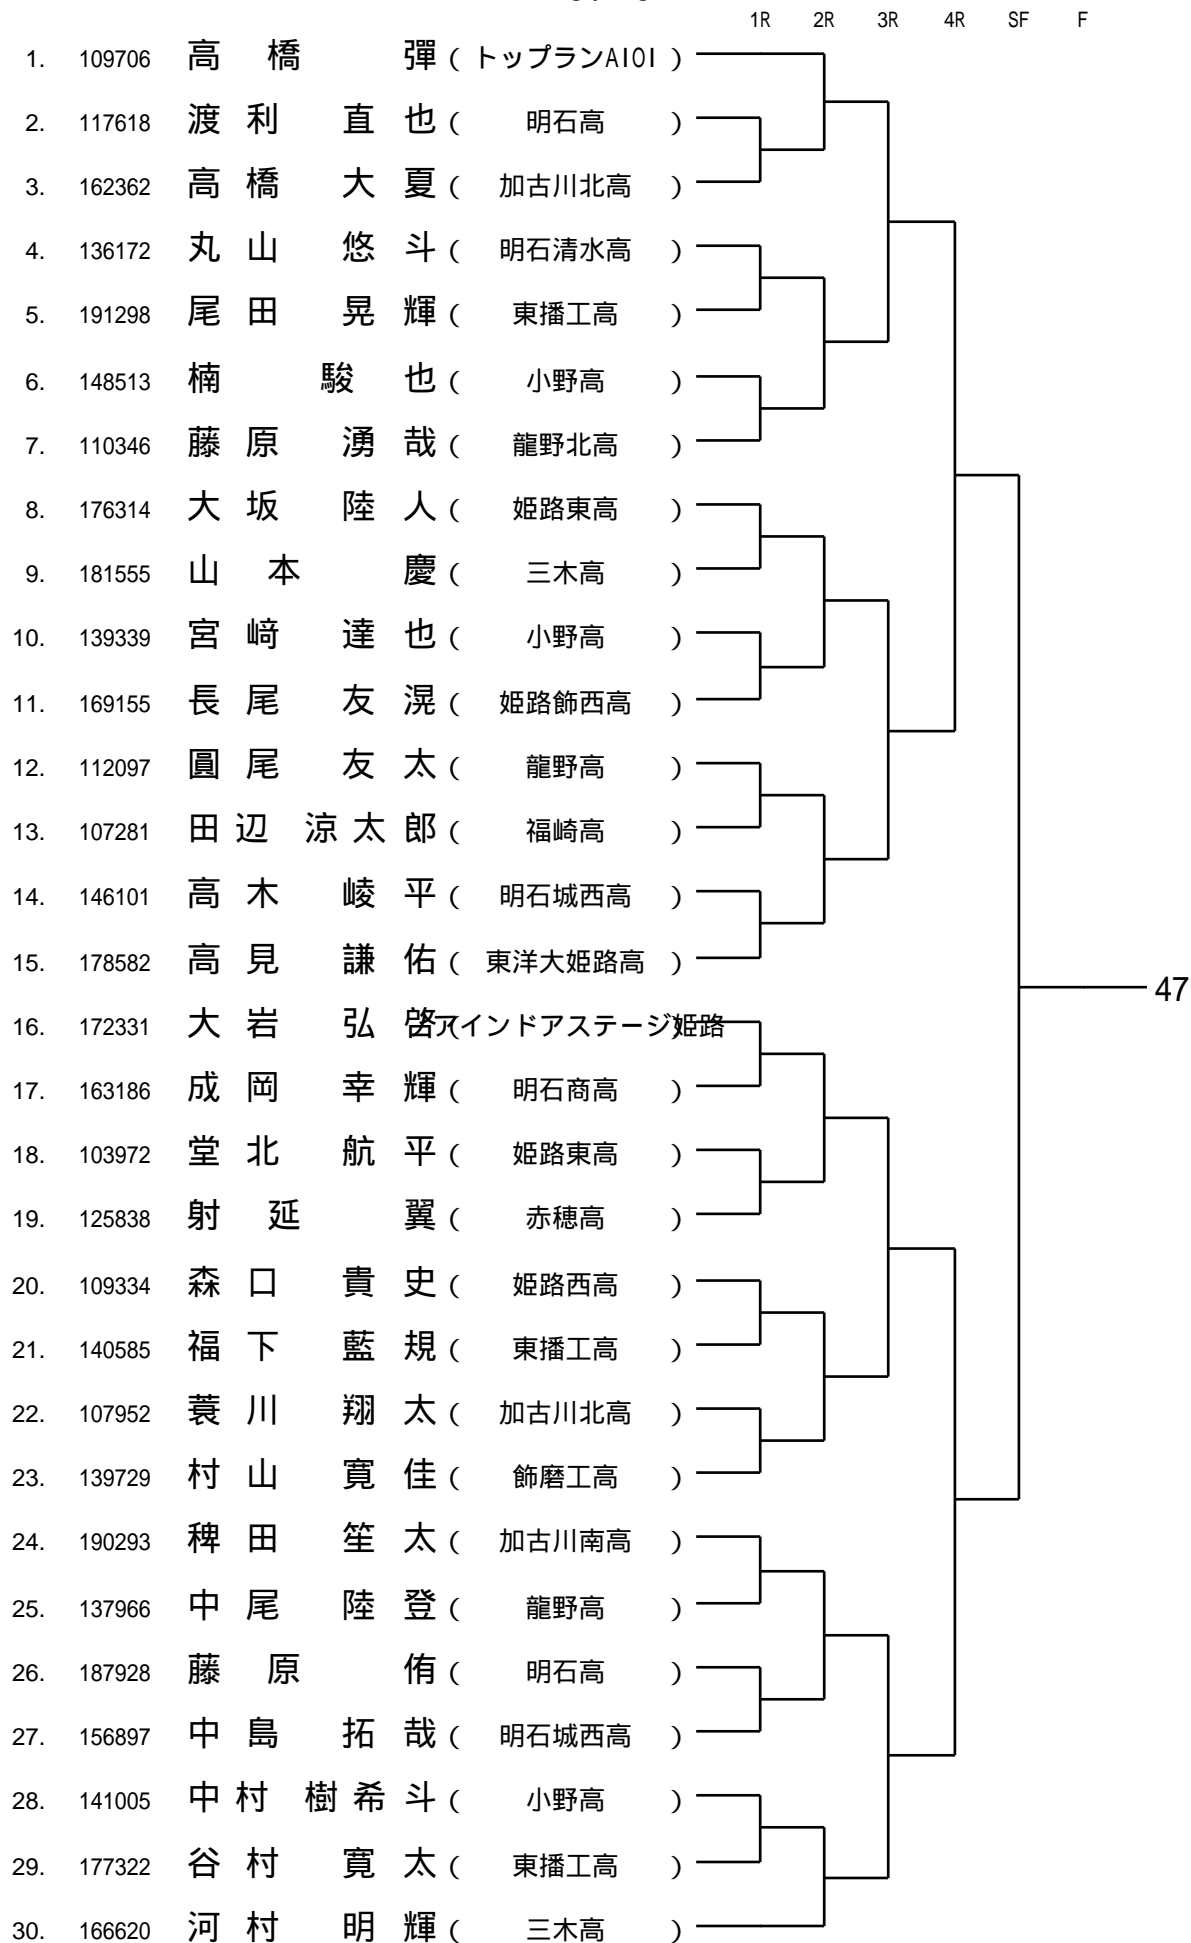 1R 2R 3R 4R SF F
1. 109706 高橋 彈 ( トップランAIOI )
2. 117618 渡利 直也 ( 明石高 )
3. 162362 高橋 大夏 ( 加古川北高 )
4. 136172 丸山 悠斗 ( 明石清水高 )
5. 191298 尾田 晃輝 ( 東播工高 )
6. 148513 楠 駿也 ( 小野高 )
7. 110346 藤原 湧哉 ( 龍野北高 )
8. 176314 大坂 陸人 ( 姫路東高 )
9. 181555 山本 慶 ( 三木高 )
10. 139339 宮﨑 達也 ( 小野高 )
11. 169155 長尾 友滉 ( 姫路飾西高 )
12. 112097 圓尾 友太 ( 龍野高 )
13. 107281 田辺 涼太郎 ( 福崎高 )
14. 146101 高木 崚平 ( 明石城西高 )
15. 178582 高見 謙佑 ( 東洋大姫路高 )
47
16. 172331 大岩 弘啓 ( アインドアステージ姫路 )
17. 163186 成岡 幸輝 ( 明石商高 )
18. 103972 堂北 航平 ( 姫路東高 )
19. 125838 射延 翼 ( 赤穂高 )
20. 109334 森口 貴史 ( 姫路西高 )
21. 140585 福下 藍規 ( 東播工高 )
22. 107952 蓑川 翔太 ( 加古川北高 )
23. 139729 村山 寛佳 ( 飾磨工高 )
24. 190293 稗田 笙太 ( 加古川南高 )
25. 137966 中尾 陸登 ( 龍野高 )
26. 187928 藤原 侑 ( 明石高 )
27. 156897 中島 拓哉 ( 明石城西高 )
28. 141005 中村 樹希斗 ( 小野高 )
29. 177322 谷村 寛太 ( 東播工高 )
30. 166620 河村 明輝 ( 三木高 )